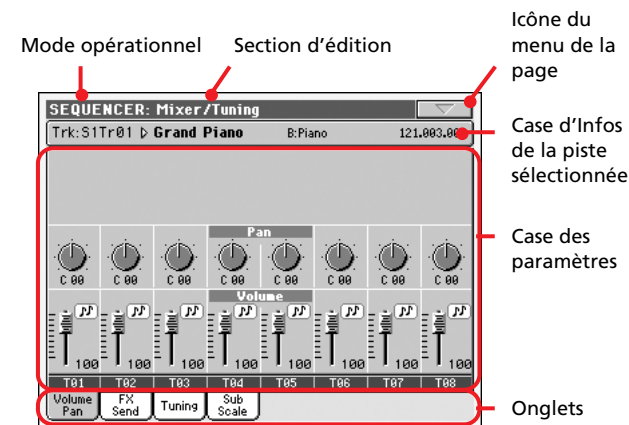 Icône du
menu de la
page
Mode opérationnel
Section d'édition
SEQUENCER: Mixer/Tuning
Trk:S1Tr01 ▷ Grand Piano B:Piano 121.003.00
Case d'Infos
de la piste
sélectionnée
Pan
C 00 C 00 C 00 C 00 C 00 C 00 C 00 C 00
Case des
paramètres
Volume
100 100 100 100 100 100 100 100
T01 T02 T03 T04 T05 T06 T07 T08
Volume
Pan
FX
Send
Tuning
Sub
Scale
Onglets